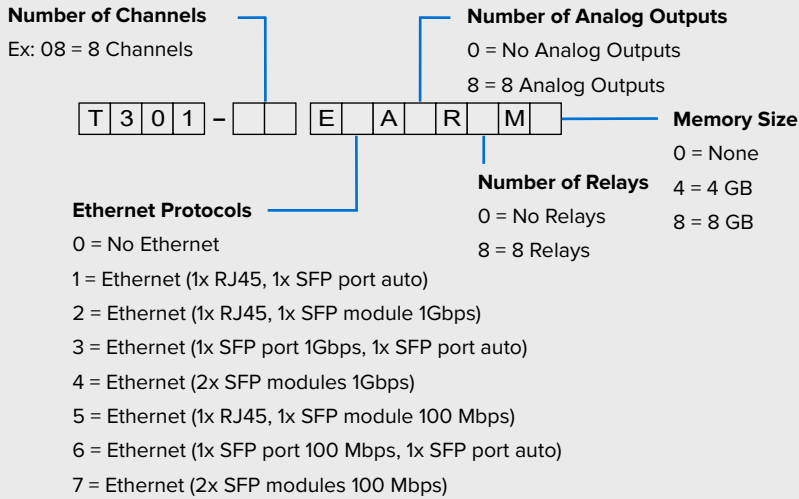 Number of Channels
Ex: 08 = 8 Channels
Number of Analog Outputs
0 = No Analog Outputs
8 = 8 Analog Outputs
T301– E A R M
Memory Size
0 = None
4 = 4 GB
8 = 8 GB
Number of Relays
0 = No Relays
8 = 8 Relays
Ethernet Protocols
0 = No Ethernet
1 = Ethernet (1x RJ45, 1x SFP port auto)
2 = Ethernet (1x RJ45, 1x SFP module 1Gbps)
3 = Ethernet (1x SFP port 1Gbps, 1x SFP port auto)
4 = Ethernet (2x SFP modules 1Gbps)
5 = Ethernet (1x RJ45, 1x SFP module 100 Mbps)
6 = Ethernet (1x SFP port 100 Mbps, 1x SFP port auto)
7 = Ethernet (2x SFP modules 100 Mbps)